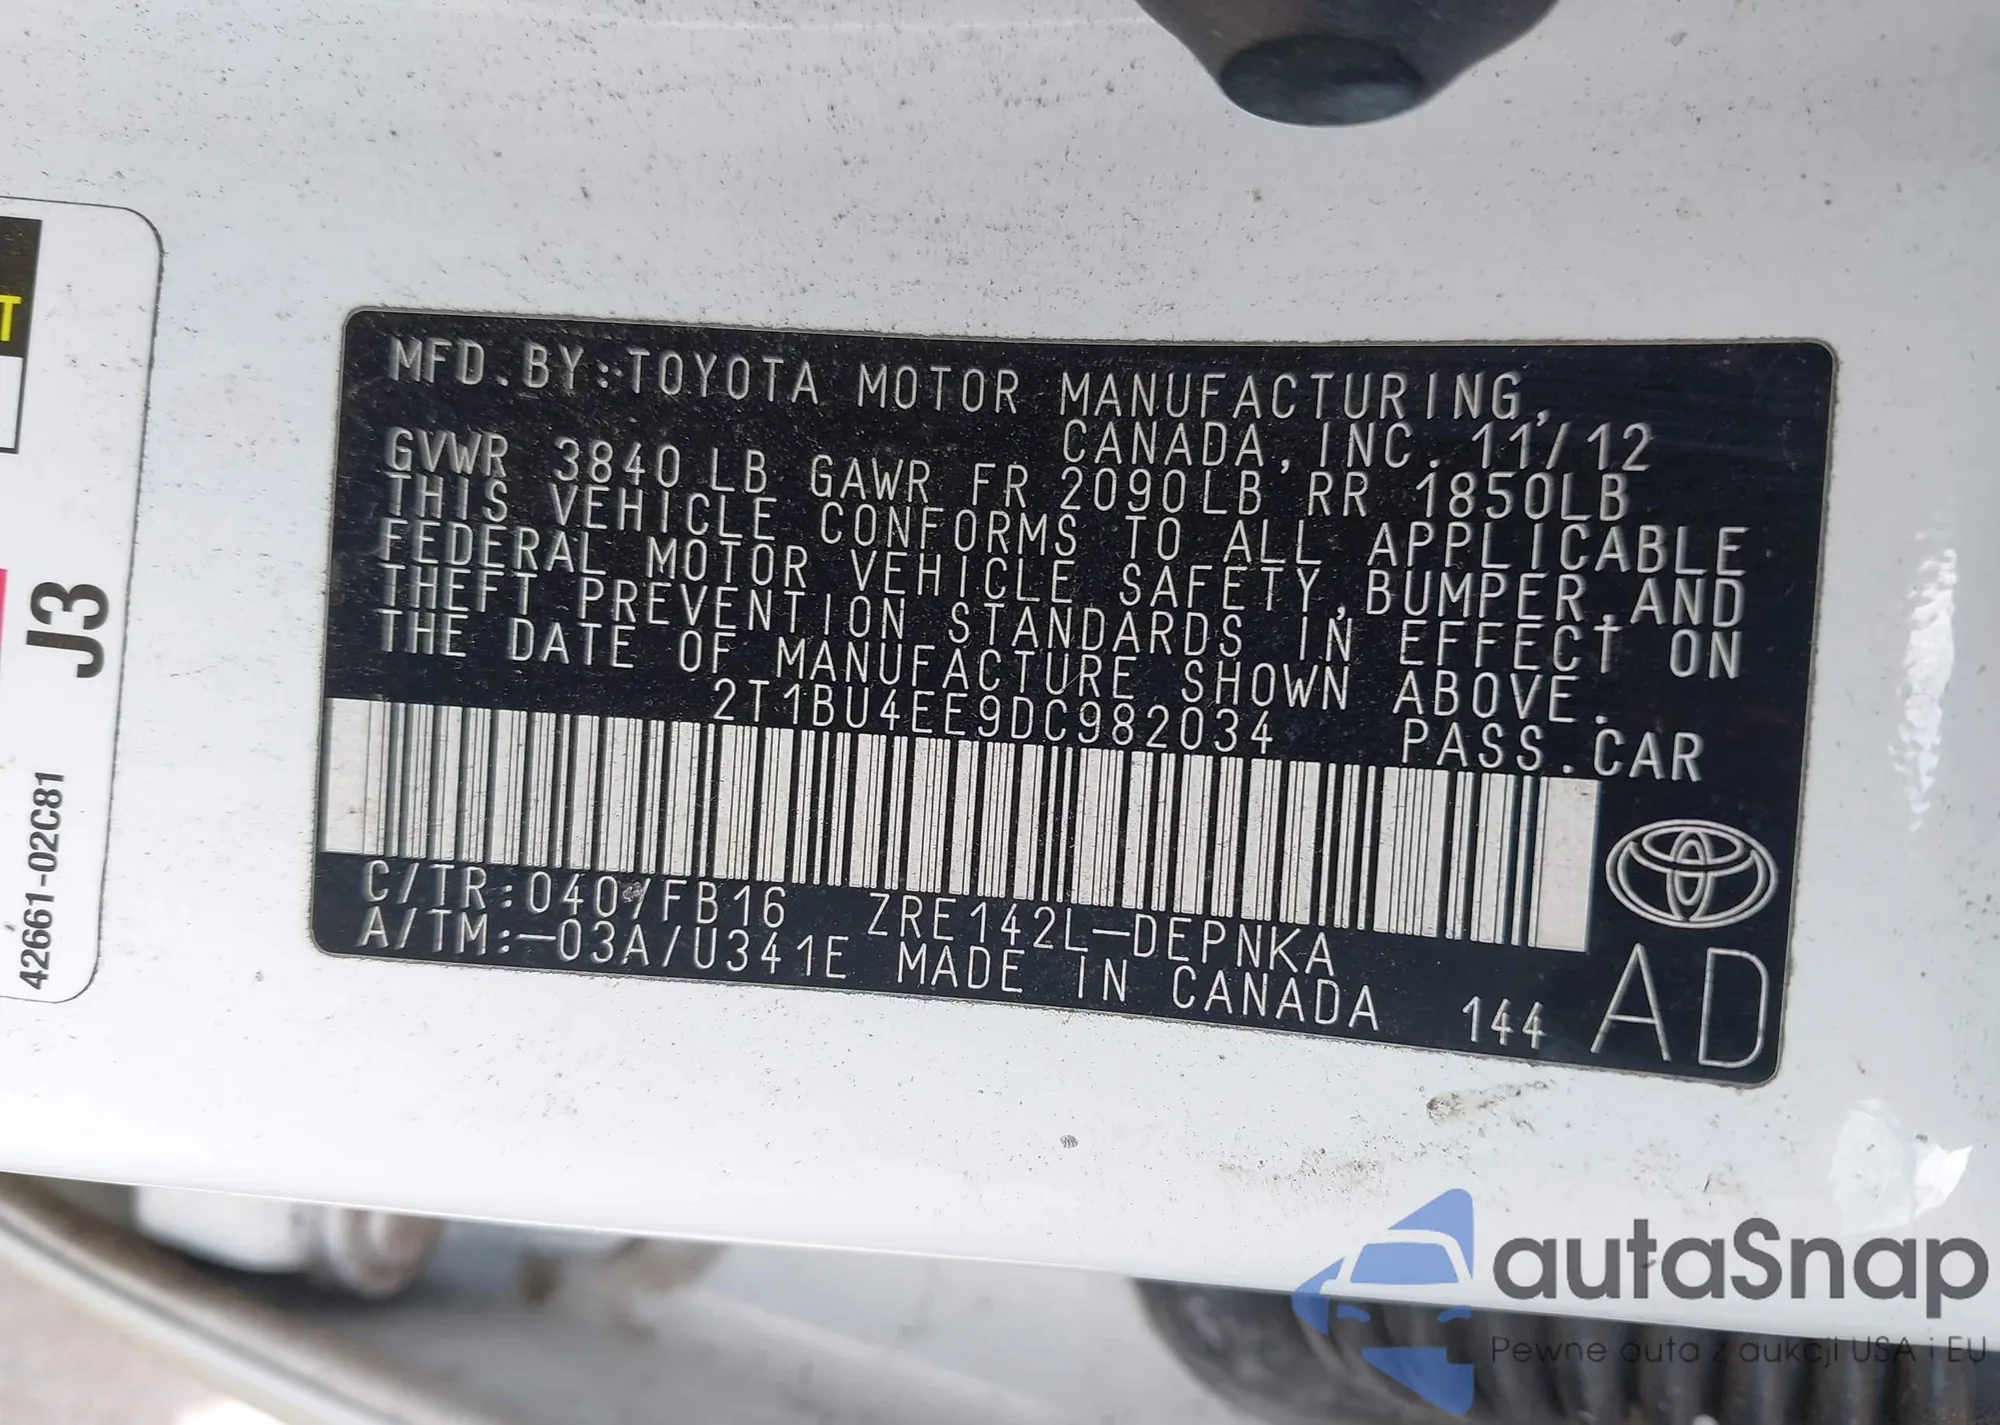 MFD.BY:TOYOTA MOTOR MANUFACTURING,
CANADA,INC. 11/12
GVWR 3840 LB GAWR FR 2090LB RR 1850LB
THIS VEHICLE CONFORMS TO ALL APPLICABLE
FEDERAL MOTOR VEHICLE SAFETY,BUMPER,AND
THEFT PREVENTION STANDARDS IN EFFECT ON
THE DATE OF MANUFACTURE SHOWN ABOVE.
2T1BU4EE9DC982034 PASS.CAR
C/TR:040/FB16 ZRE142L-DEPNKA
A/TM:-03A/U341E MADE IN CANADA 144 AD
T
J3
42661-02C81
autaSnap
Pewne auta z aukcji USA i EU